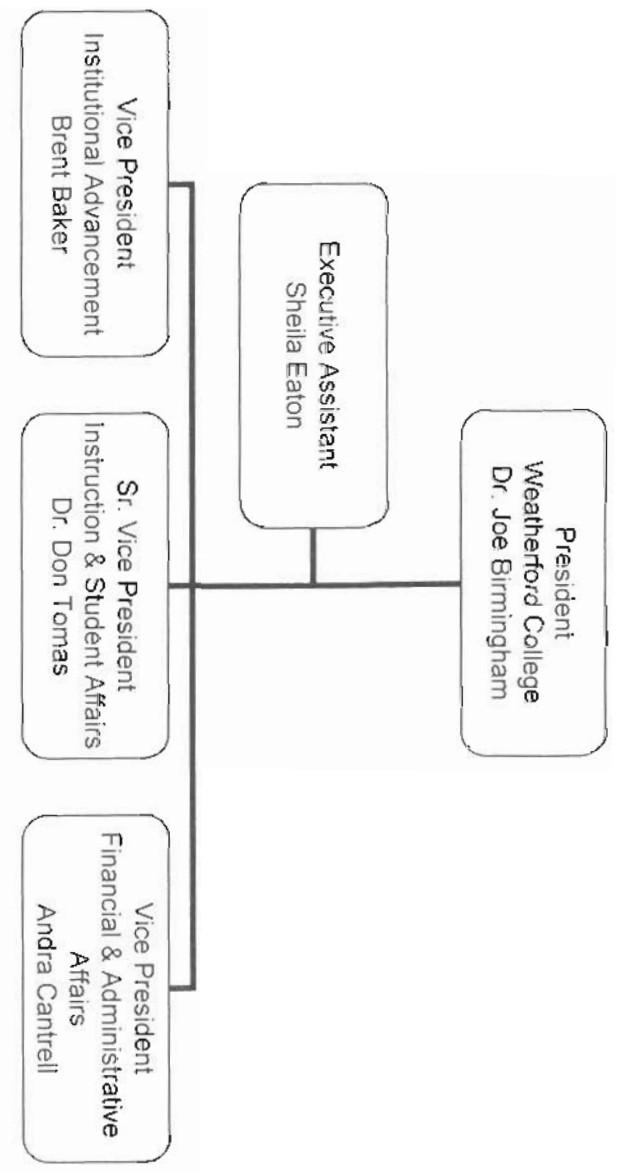 President
Weatherford College
Dr. Joe Birmingham
Executive Assistant
Sheila Eaton
Vice President
Institutional Advancement
Brent Baker
Sr. Vice President
Instruction & Student Affairs
Dr. Don Tomas
Vice President
Financial & Administrative
Affairs
Andra Cantrell